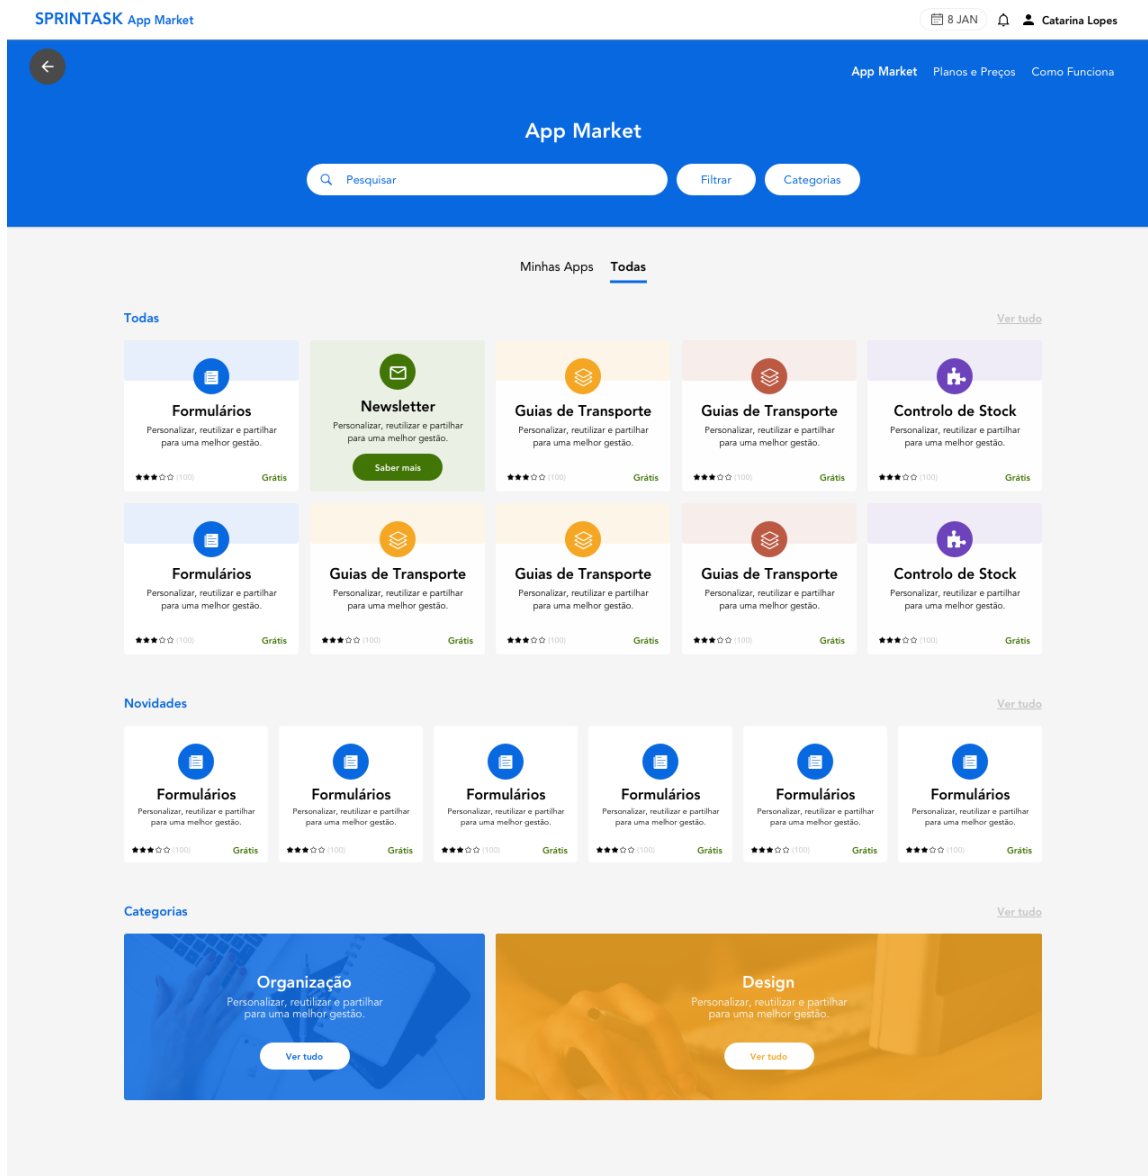 SPRINTASK App Market
8 JAN
Catarina Lopes
App Market Planos e Preços Como Funciona
App Market
Pesquisar
Filtrar
Categorias
Minhas Apps Todas
Todas
Ver tudo
Formulários
Personalizar, reutilizar e partilhar
para uma melhor gestão.
(100)
Grátis
Newsletter
Personalizar, reutilizar e partilhar
para uma melhor gestão.
Saber mais
Guias de Transporte
Personalizar, reutilizar e partilhar
para uma melhor gestão.
(100)
Grátis
Guias de Transporte
Personalizar, reutilizar e partilhar
para uma melhor gestão.
(100)
Grátis
Controlo de Stock
Personalizar, reutilizar e partilhar
para uma melhor gestão.
(100)
Grátis
Formulários
Personalizar, reutilizar e partilhar
para uma melhor gestão.
(100)
Grátis
Guias de Transporte
Personalizar, reutilizar e partilhar
para uma melhor gestão.
(100)
Grátis
Guias de Transporte
Personalizar, reutilizar e partilhar
para uma melhor gestão.
(100)
Grátis
Guias de Transporte
Personalizar, reutilizar e partilhar
para uma melhor gestão.
(100)
Grátis
Controlo de Stock
Personalizar, reutilizar e partilhar
para uma melhor gestão.
(100)
Grátis
Novidades
Ver tudo
Formulários
Personalizar, reutilizar e partilhar
para uma melhor gestão.
(100)
Grátis
Formulários
Personalizar, reutilizar e partilhar
para uma melhor gestão.
(100)
Grátis
Formulários
Personalizar, reutilizar e partilhar
para uma melhor gestão.
(100)
Grátis
Formulários
Personalizar, reutilizar e partilhar
para uma melhor gestão.
(100)
Grátis
Formulários
Personalizar, reutilizar e partilhar
para uma melhor gestão.
(100)
Grátis
Formulários
Personalizar, reutilizar e partilhar
para uma melhor gestão.
(100)
Grátis
Categorias
Ver tudo
Organização
Personalizar, reutilizar e partilhar
para uma melhor gestão.
Ver tudo
Design
Personalizar, reutilizar e partilhar
para uma melhor gestão.
Ver tudo